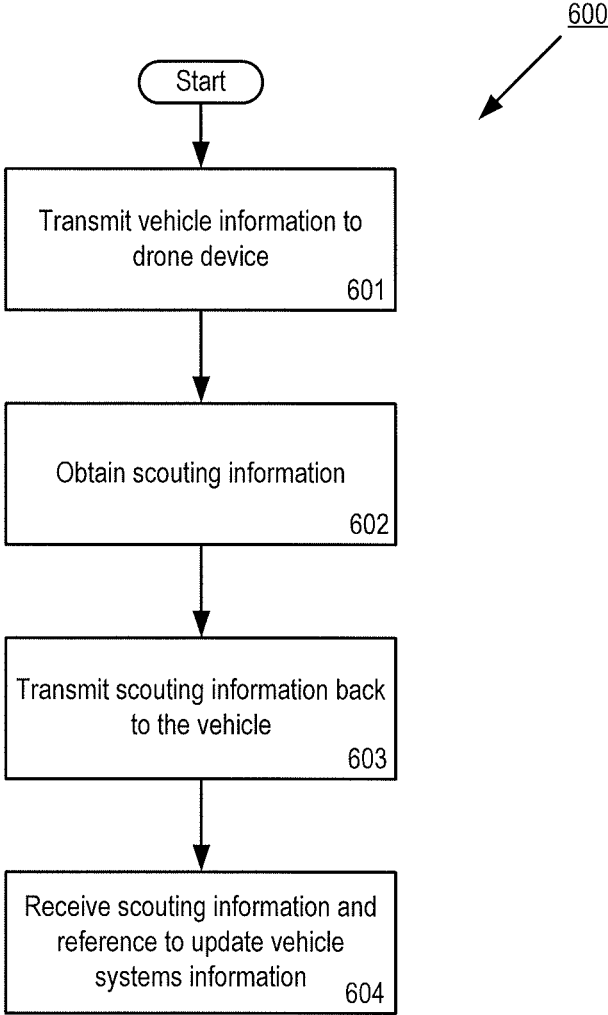 600
Start
Transmit vehicle information to
drone device
601
Obtain scouting information
602
Transmit scouting information back
to the vehicle
603
Receive scouting information and
reference to update vehicle
systems information
604